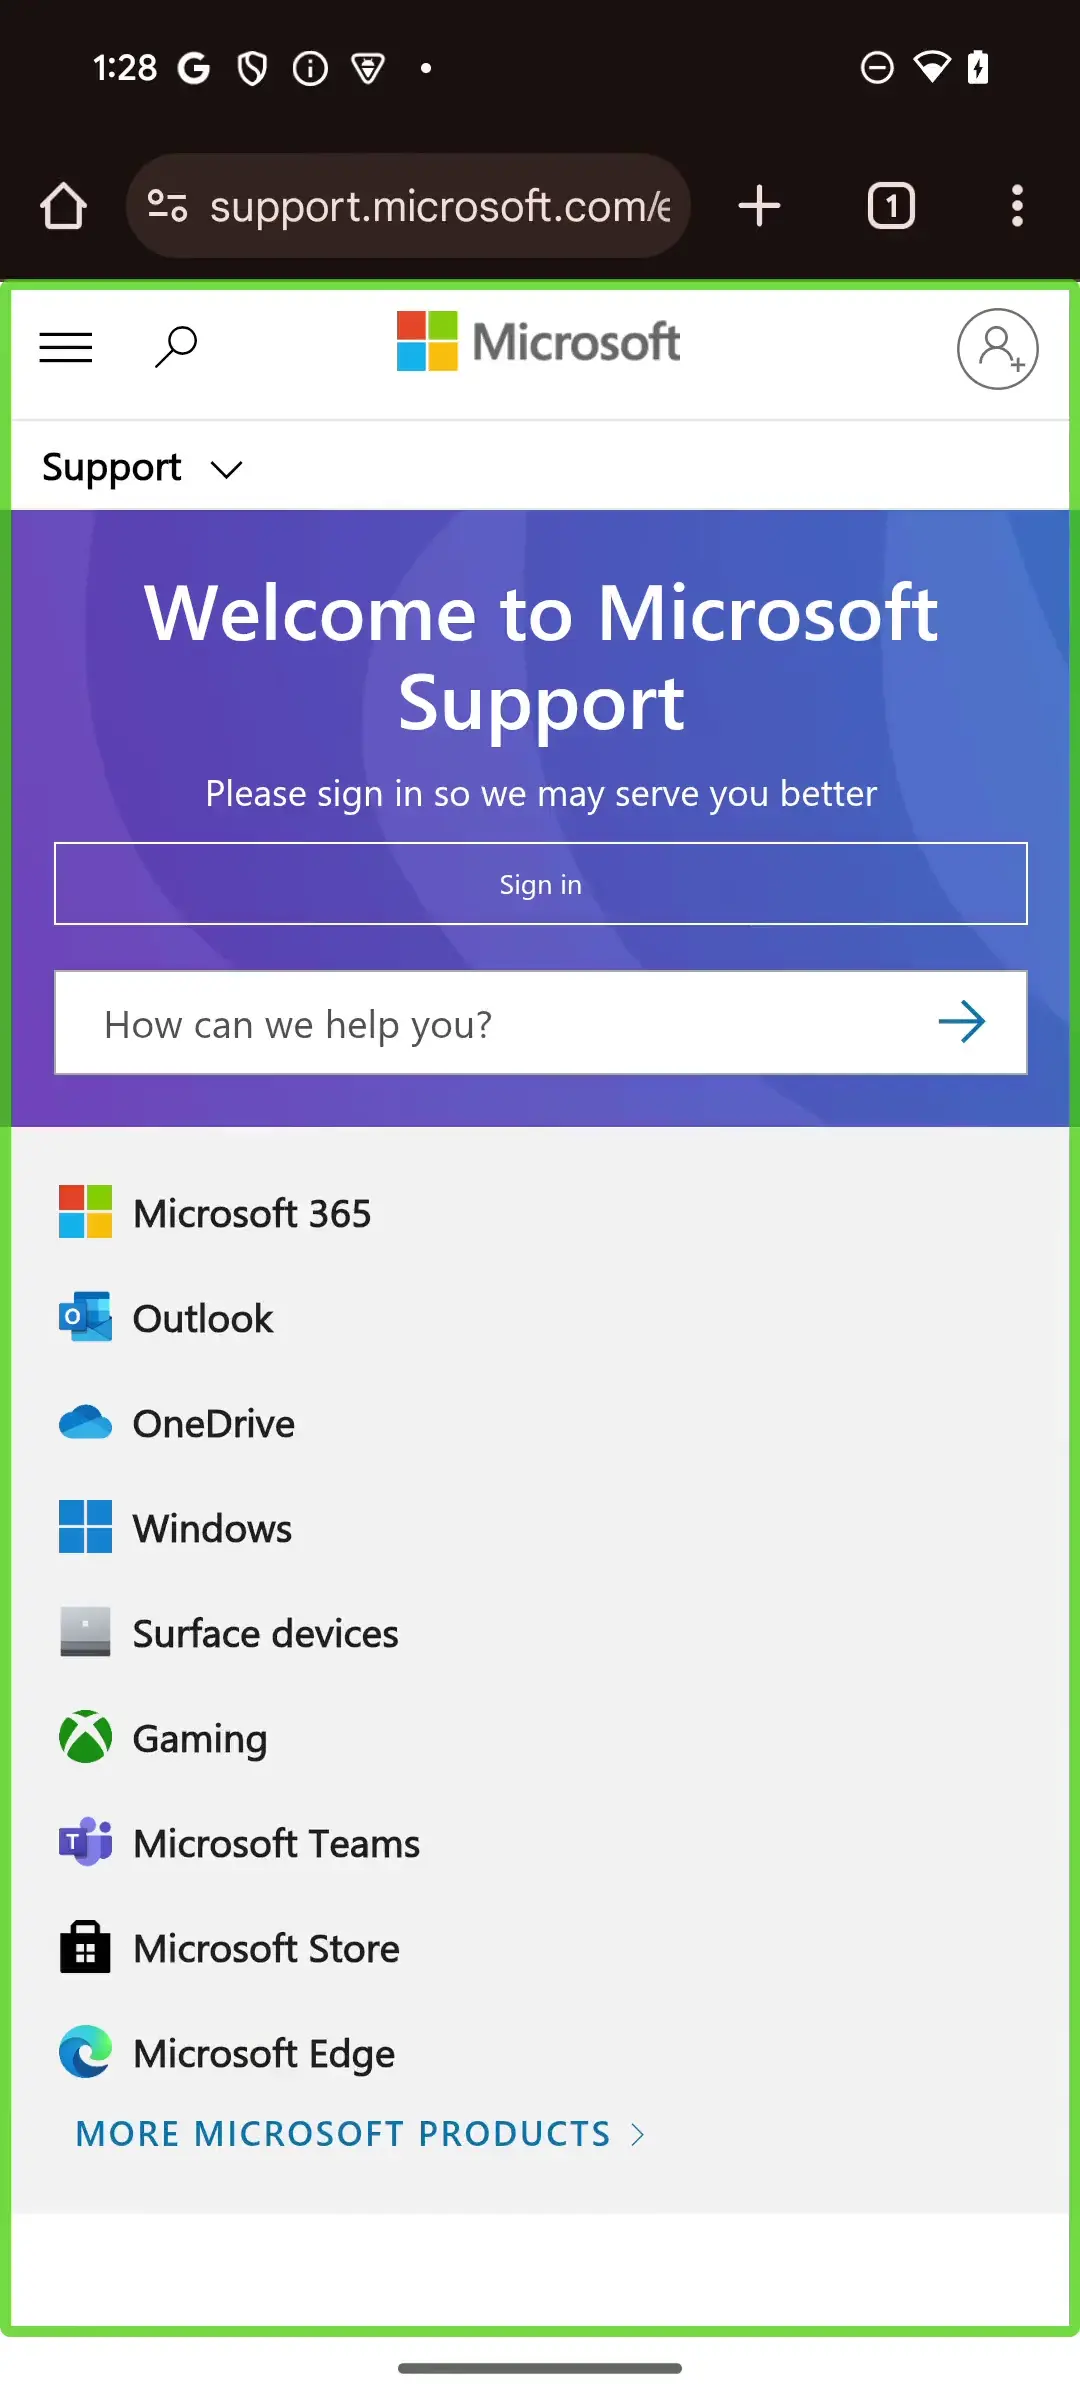 1:28
support.microsoft.com/e
1
Microsoft
Support
Welcome to Microsoft
Support
Please sign in so we may serve you better
Sign in
How can we help you?
Microsoft 365
Outlook
OneDrive
Windows
Surface devices
Gaming
Microsoft Teams
Microsoft Store
Microsoft Edge
MORE MICROSOFT PRODUCTS